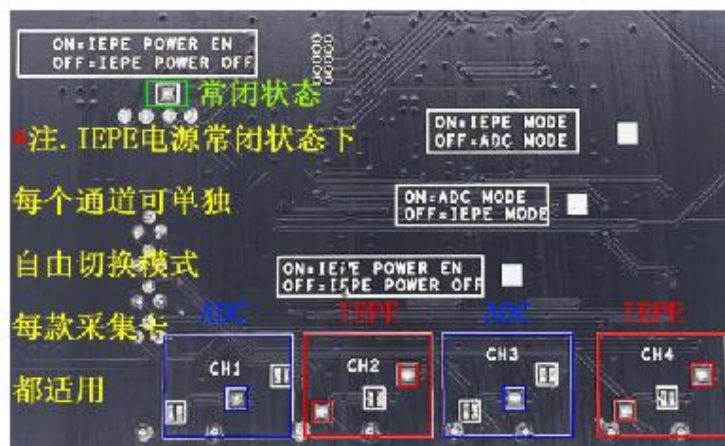 ON=IEPE POWER EN
OFF=IEPE POWER OFF
常闭状态
*注.IEPE电源常闭状态下
ON=IEPE MODE
OFF=ADC MODE
每个通道可单独
ON=ADC MODE
OFF=IEPE MODE
自由切换模式
ON=IEPE POWER EN
OFF=IEPE POWER OFF
每款采集卡
ADC
IEPE
ADC
IEPE
CH1
CH2
CH3
CH4
都适用